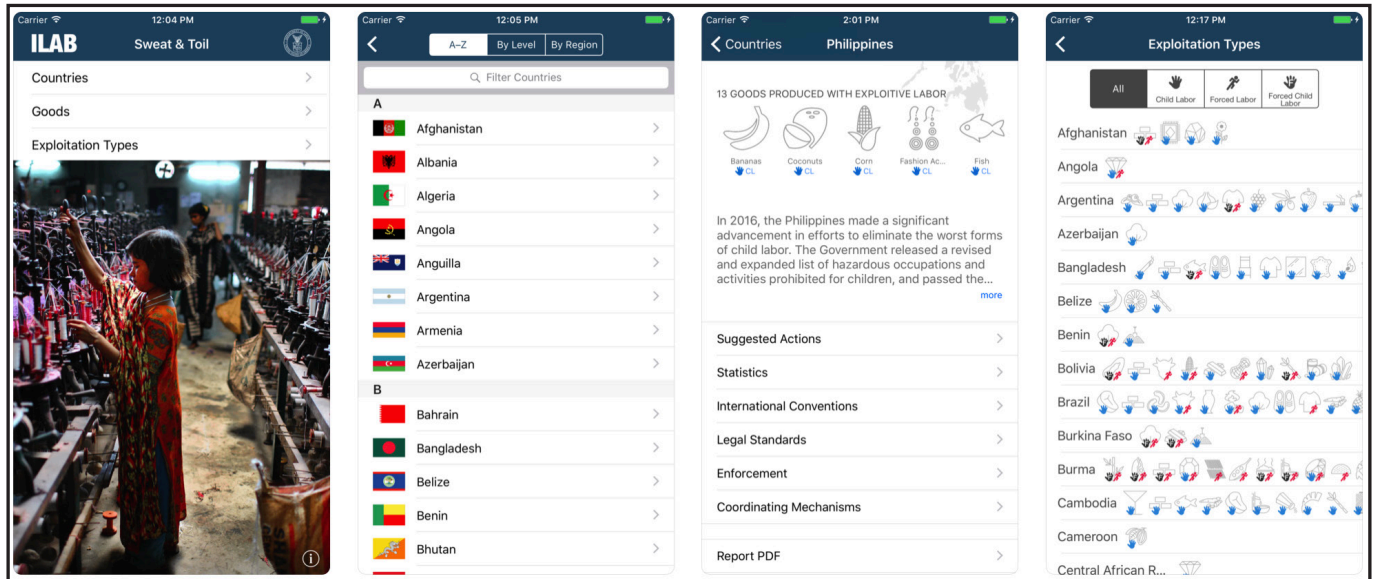 Carrier 12:04 PM
ILAB Sweat & Toil
Countries
Goods
Exploitation Types
Carrier 12:05 PM
A–Z By Level By Region
Filter Countries
A
Afghanistan
Albania
Algeria
Angola
Anguilla
Argentina
Armenia
Azerbaijan
B
Bahrain
Bangladesh
Belize
Benin
Bhutan
Carrier 2:01 PM
Countries Philippines
13 GOODS PRODUCED WITH EXPLOITIVE LABOR
Bananas Coconuts Corn Fashion Ac... Fish
CL CL CL CL CL
In 2016, the Philippines made a significant
advancement in efforts to eliminate the worst forms
of child labor. The Government released a revised
and expanded list of hazardous occupations and
activities prohibited for children, and passed the...
more
Suggested Actions
Statistics
International Conventions
Legal Standards
Enforcement
Coordinating Mechanisms
Report PDF
Carrier 12:17 PM
Exploitation Types
All Child Labor Forced Labor Forced Child
Labor
Afghanistan
Angola
Argentina
Azerbaijan
Bangladesh
Belize
Benin
Bolivia
Brazil
Burkina Faso
Burma
Cambodia
Cameroon
Central African R...